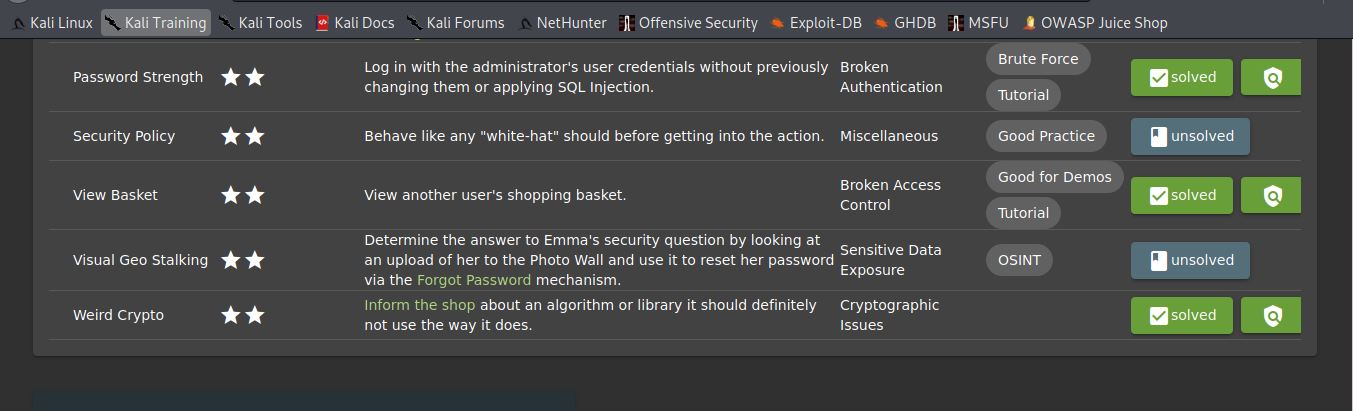 Kali Linux Kali Training Kali Tools Kali Docs Kali Forums NetHunter Offensive Security Exploit-DB GHDB MSFU OWASP Juice Shop
Password Strength
Log in with the administrator's user credentials without previously
changing them or applying SQL Injection.
Broken
Authentication
Brute Force
Tutorial
solved
Security Policy
Behave like any "white-hat" should before getting into the action.
Miscellaneous
Good Practice
unsolved
View Basket
View another user's shopping basket.
Broken Access
Control
Good for Demos
Tutorial
solved
Visual Geo Stalking
Determine the answer to Emma's security question by looking at
an upload of her to the Photo Wall and use it to reset her password
via the Forgot Password mechanism.
Sensitive Data
Exposure
OSINT
unsolved
Weird Crypto
Inform the shop about an algorithm or library it should definitely
not use the way it does.
Cryptographic
Issues
solved